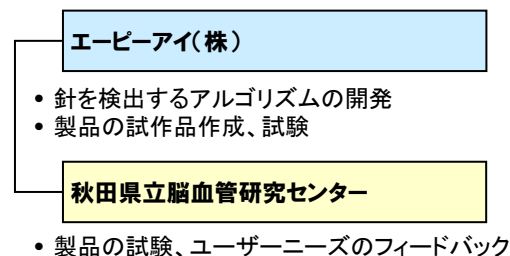 エーピーアイ(株)
• 針を検出するアルゴリズムの開発
• 製品の試作品作成、試験
秋田県立脳血管研究センター
• 製品の試験、ユーザーニーズのフィードバック